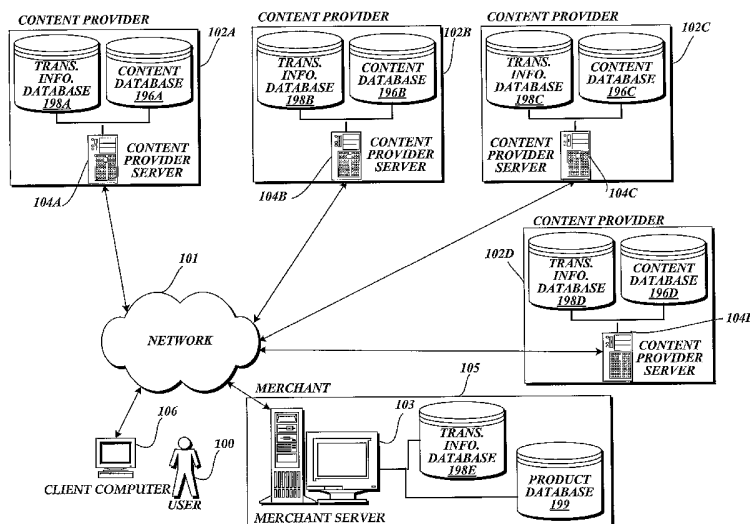 CONTENT PROVIDER
102A
TRANS.
INFO.
DATABASE
198A
CONTENT
DATABASE
196A
CONTENT
PROVIDER
SERVER
104A
CONTENT PROVIDER
102B
TRANS.
INFO.
DATABASE
198B
CONTENT
DATABASE
196B
CONTENT
PROVIDER
SERVER
104B
CONTENT PROVIDER
102C
TRANS.
INFO.
DATABASE
198C
CONTENT
DATABASE
196C
CONTENT
PROVIDER
SERVER
104C
CONTENT PROVIDER
102D
TRANS.
INFO.
DATABASE
198D
CONTENT
DATABASE
196D
CONTENT
PROVIDER
SERVER
101
NETWORK
106
CLIENT COMPUTER
100
USER
MERCHANT
105
103
TRANS.
INFO.
DATABASE
198E
PRODUCT
DATABASE
199
MERCHANT SERVER